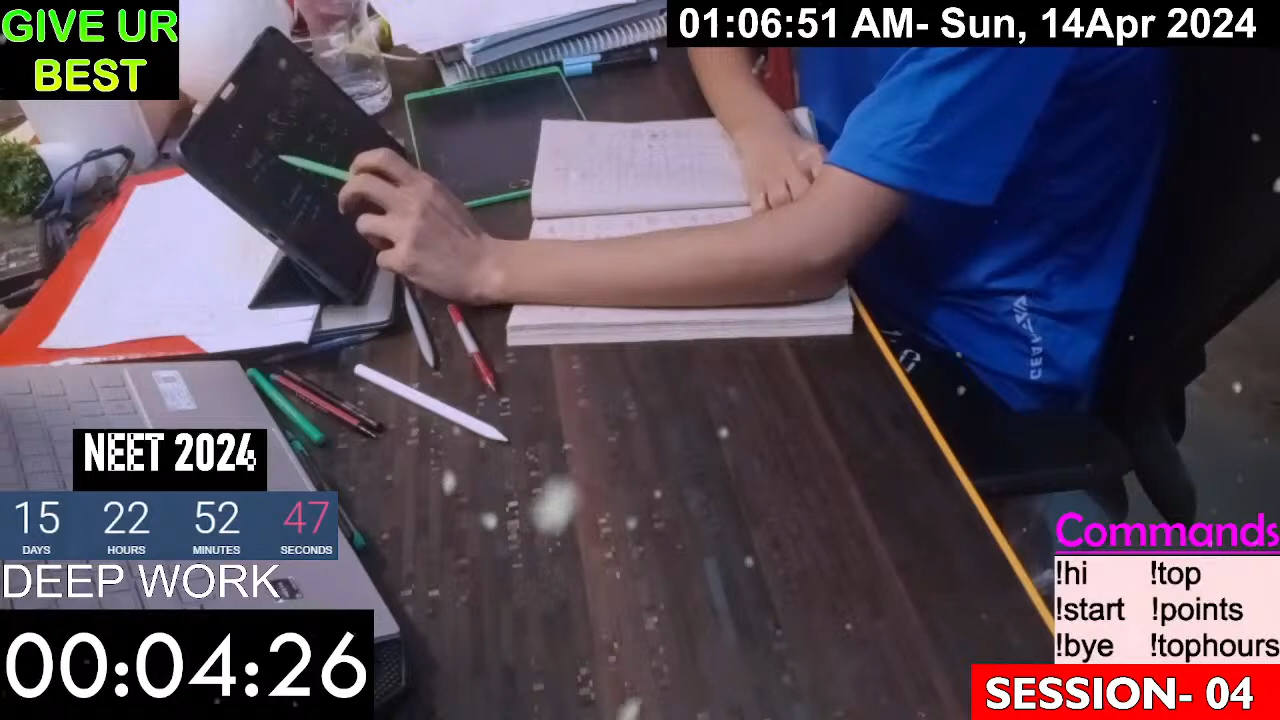 GIVE UR
BEST
01:06:51 AM- Sun, 14Apr 2024
NEET 2024
15 22 52 47
DAYS HOURS MINUTES SECONDS
DEEP WORK
00:04:26
Commands
!hi !top
!start !points
!bye !tophours
SESSION- 04